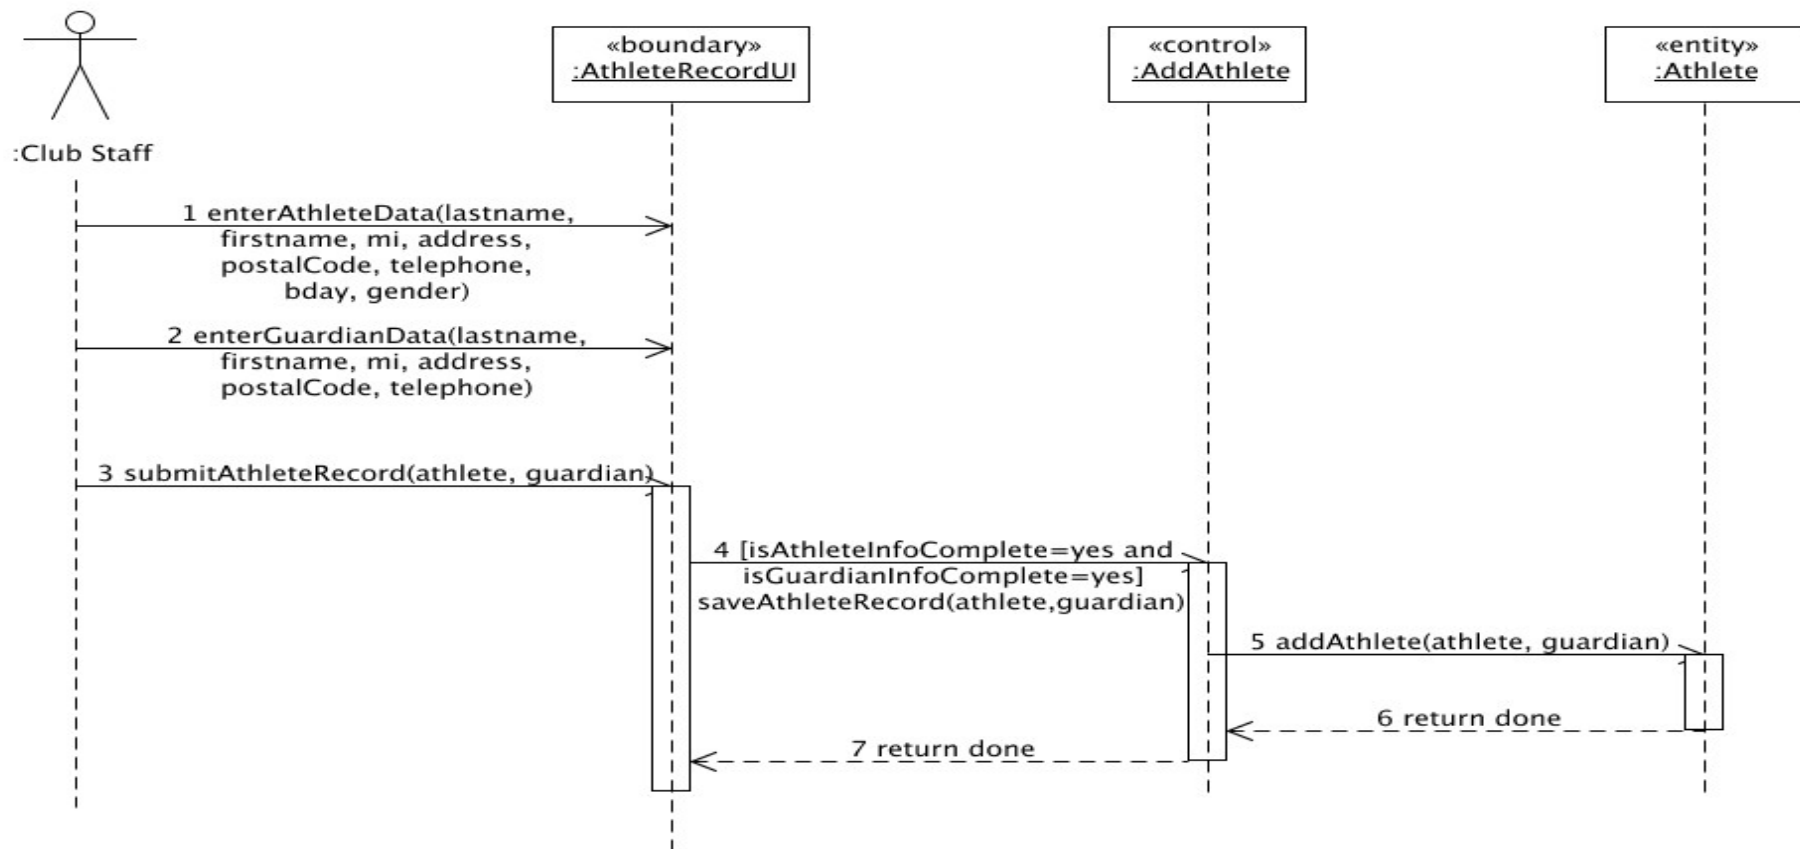 «boundary»
:AthleteRecordUI
«control»
:AddAthlete
«entity»
:Athlete
:Club Staff
1 enterAthleteData(lastname,
firstname, mi, address,
postalCode, telephone,
bday, gender)
2 enterGuardianData(lastname,
firstname, mi, address,
postalCode, telephone)
3 submitAthleteRecord(athlete, guardian)
4 [isAthleteInfoComplete=yes and
isGuardianInfoComplete=yes]
saveAthleteRecord(athlete,guardian)
5 addAthlete(athlete, guardian)
6 return done
7 return done